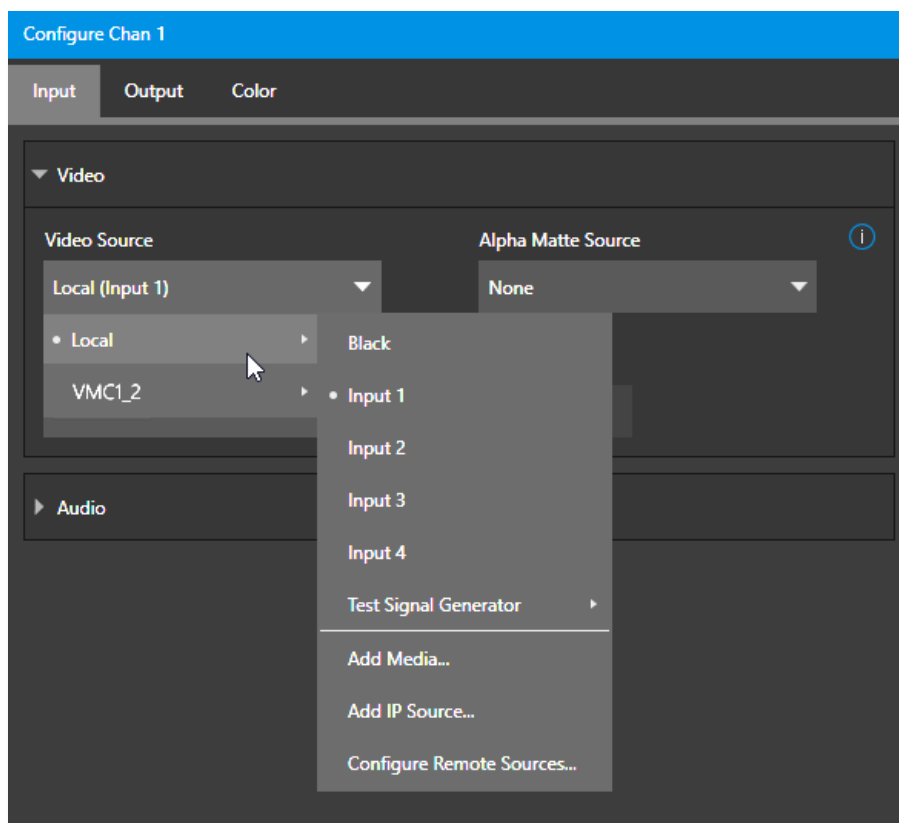 Configure Chan 1
Input Output Color
Video
Video Source Alpha Matte Source
Local (Input 1) None
Local
VMC1_2
Black
Input 1
Input 2
Input 3
Input 4
Test Signal Generator
Add Media...
Add IP Source...
Configure Remote Sources...
Audio